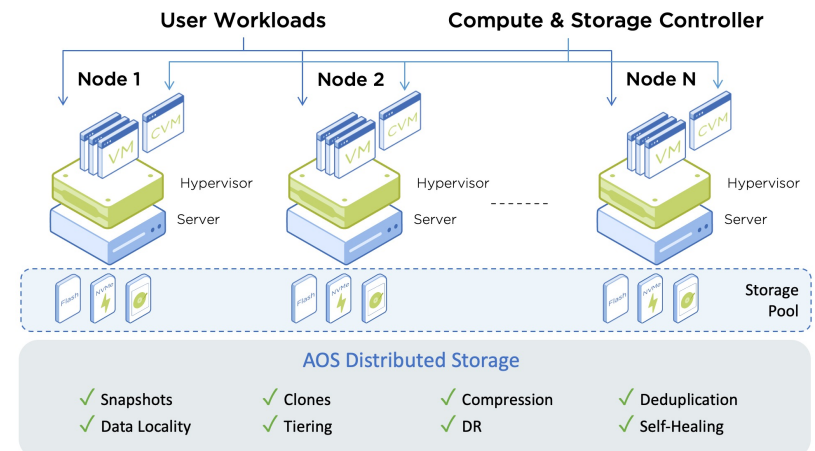 User Workloads
Compute & Storage Controller
Node 1
Node 2
Node N
VM
CVM
Hypervisor
Server
VM
CVM
Hypervisor
Server
VM
CVM
Hypervisor
Server
Flash
NVMe
Flash
NVMe
Flash
NVMe
Storage
Pool
AOS Distributed Storage
✓ Snapshots
✓ Clones
✓ Compression
✓ Deduplication
✓ Data Locality
✓ Tiering
✓ DR
✓ Self-Healing